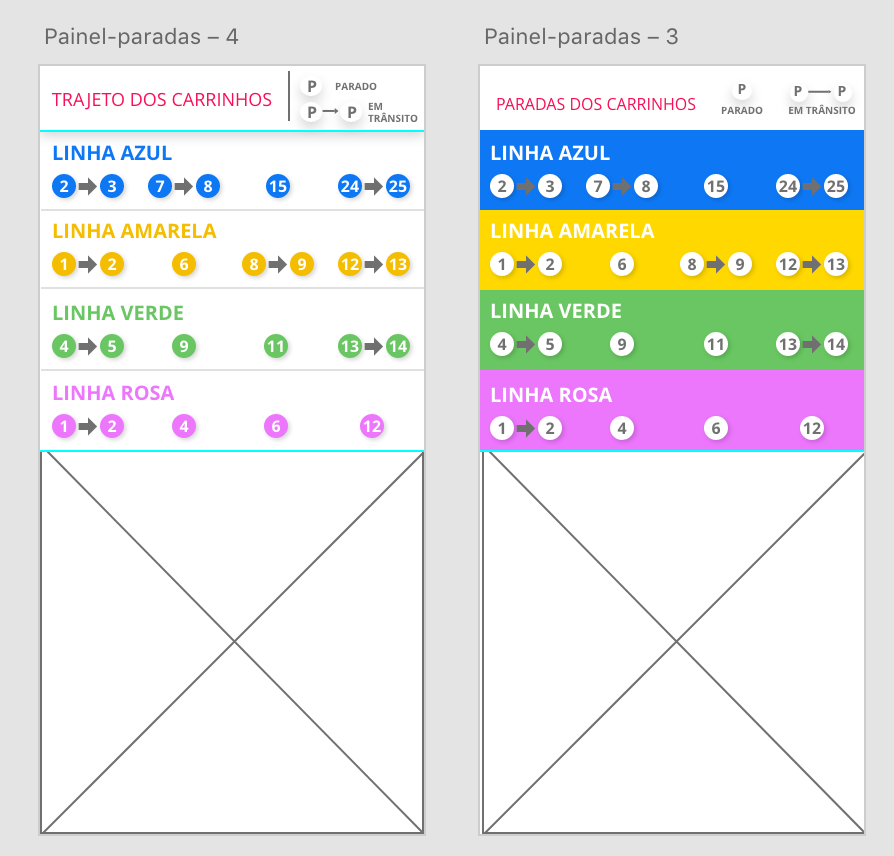 Painel-paradas – 4
TRAJETO DOS CARRINHOS
P PARADO
P P EM
TRÂNSITO
LINHA AZUL
2 3 7 8 15 24 25
LINHA AMARELA
1 2 6 8 9 12 13
LINHA VERDE
4 5 9 11 13 14
LINHA ROSA
1 2 4 6 12
Painel-paradas – 3
PARADAS DOS CARRINHOS
P P P
PARADO EM TRÂNSITO
LINHA AZUL
2 3 7 8 15 24 25
LINHA AMARELA
1 2 6 8 9 12 13
LINHA VERDE
4 5 9 11 13 14
LINHA ROSA
1 2 4 6 12